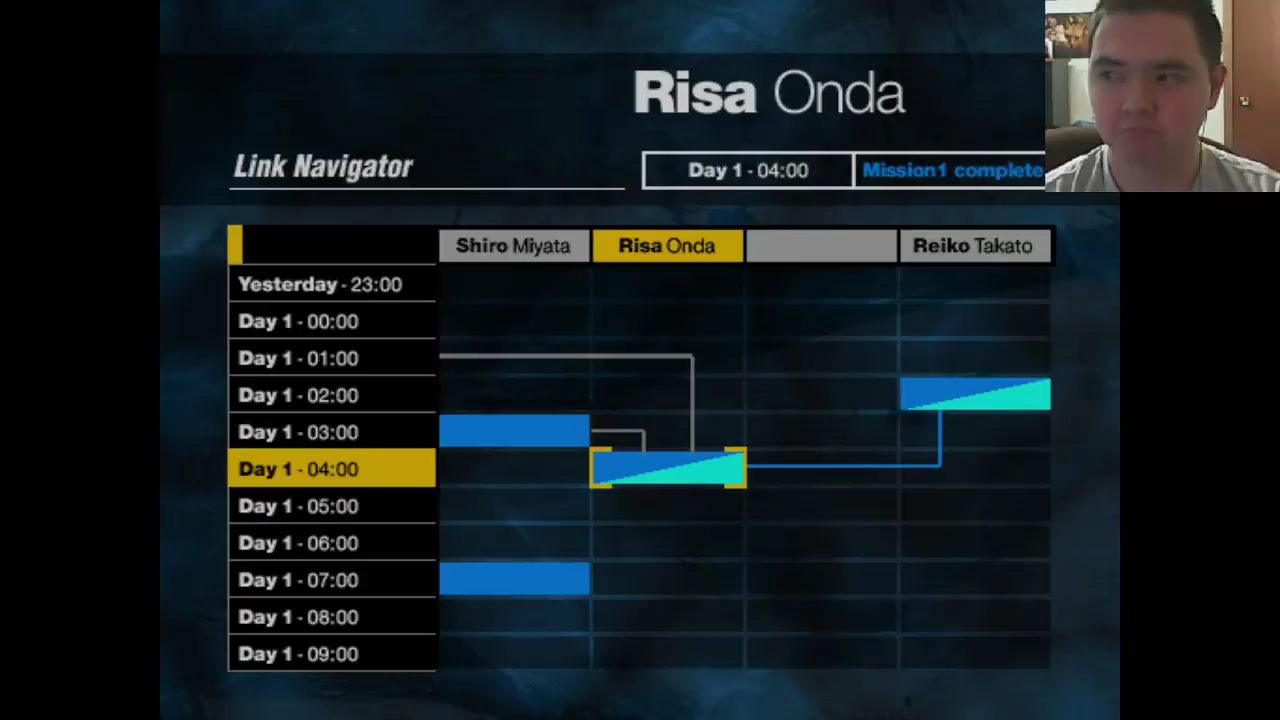 Risa Onda
Link Navigator
Day 1 - 04:00 Mission1 complete
Shiro Miyata Risa Onda Reiko Takato
Yesterday - 23:00
Day 1 - 00:00
Day 1 - 01:00
Day 1 - 02:00
Day 1 - 03:00
Day 1 - 04:00
Day 1 - 05:00
Day 1 - 06:00
Day 1 - 07:00
Day 1 - 08:00
Day 1 - 09:00